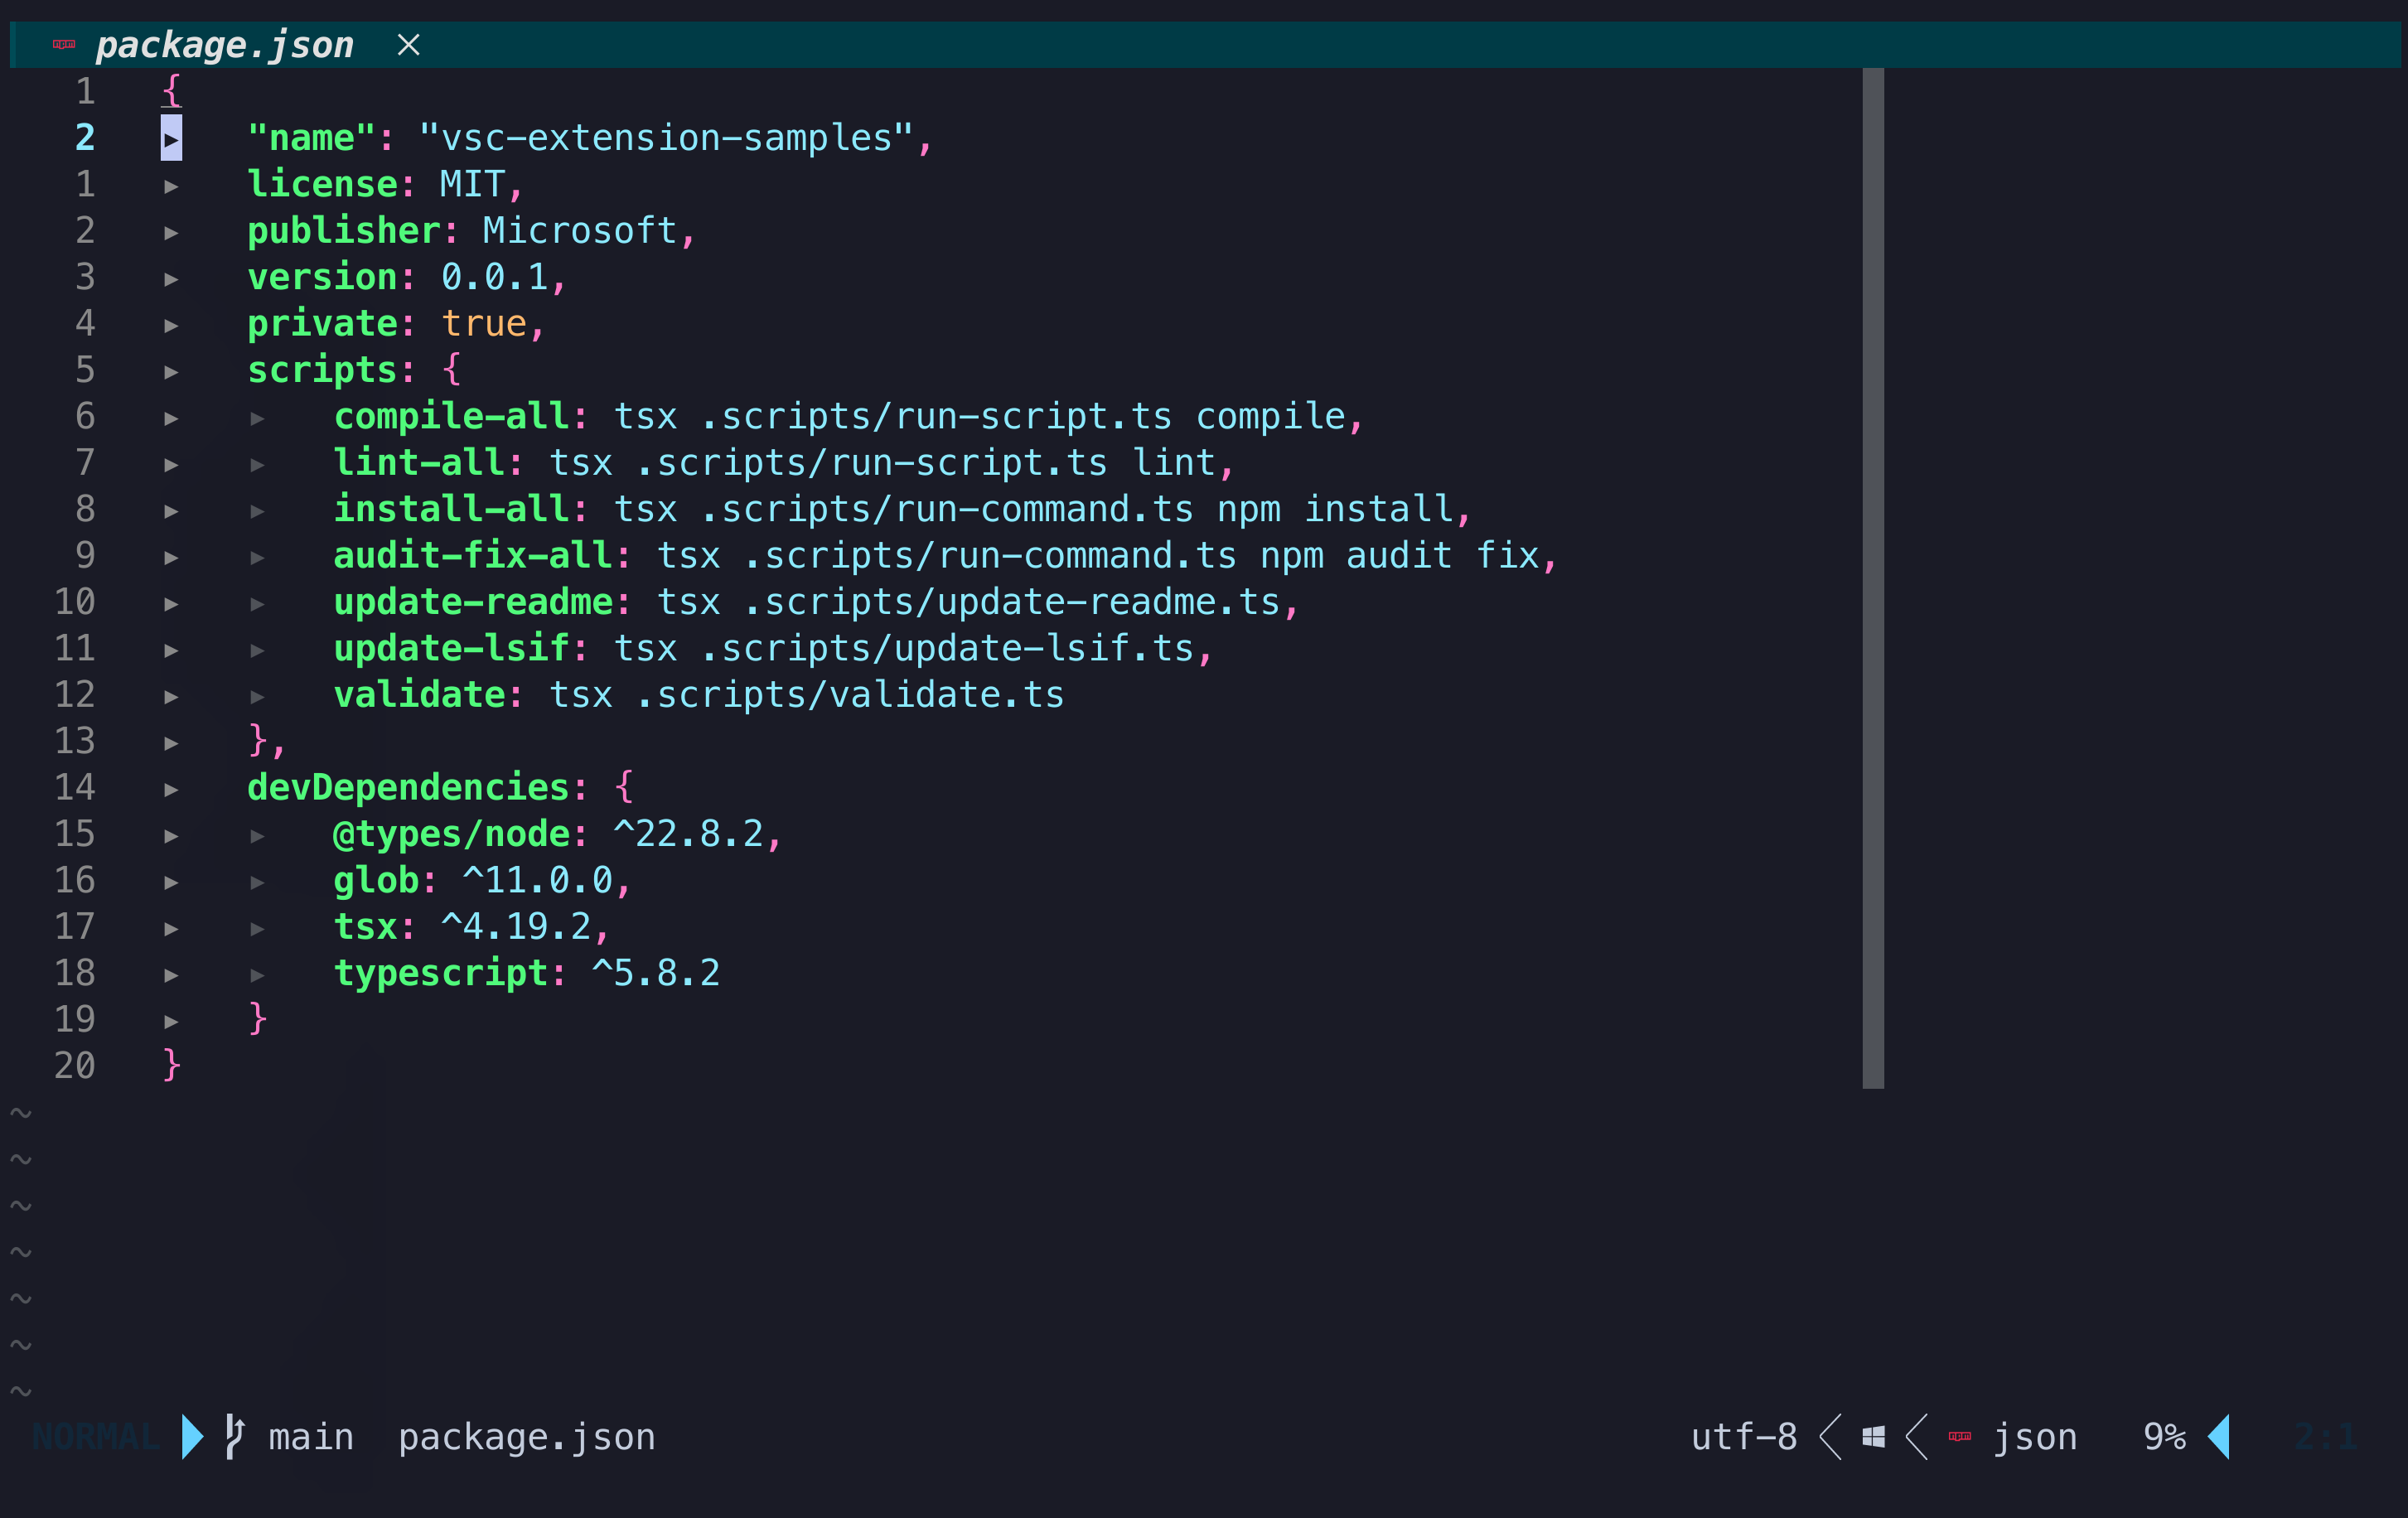 package.json ×
1 {
2 ▸ "name": "vsc-extension-samples",
1 ▸ license: MIT,
2 ▸ publisher: Microsoft,
3 ▸ version: 0.0.1,
4 ▸ private: true,
5 ▸ scripts: {
6 ▸ ▸ compile-all: tsx .scripts/run-script.ts compile,
7 ▸ ▸ lint-all: tsx .scripts/run-script.ts lint,
8 ▸ ▸ install-all: tsx .scripts/run-command.ts npm install,
9 ▸ ▸ audit-fix-all: tsx .scripts/run-command.ts npm audit fix,
10 ▸ ▸ update-readme: tsx .scripts/update-readme.ts,
11 ▸ ▸ update-lsif: tsx .scripts/update-lsif.ts,
12 ▸ ▸ validate: tsx .scripts/validate.ts
13 ▸ },
14 ▸ devDependencies: {
15 ▸ ▸ @types/node: ^22.8.2,
16 ▸ ▸ glob: ^11.0.0,
17 ▸ ▸ tsx: ^4.19.2,
18 ▸ ▸ typescript: ^5.8.2
19 ▸ }
20 }
~
~
~
~
~
~
~
NORMAL main package.json utf-8 json 9% 2:1